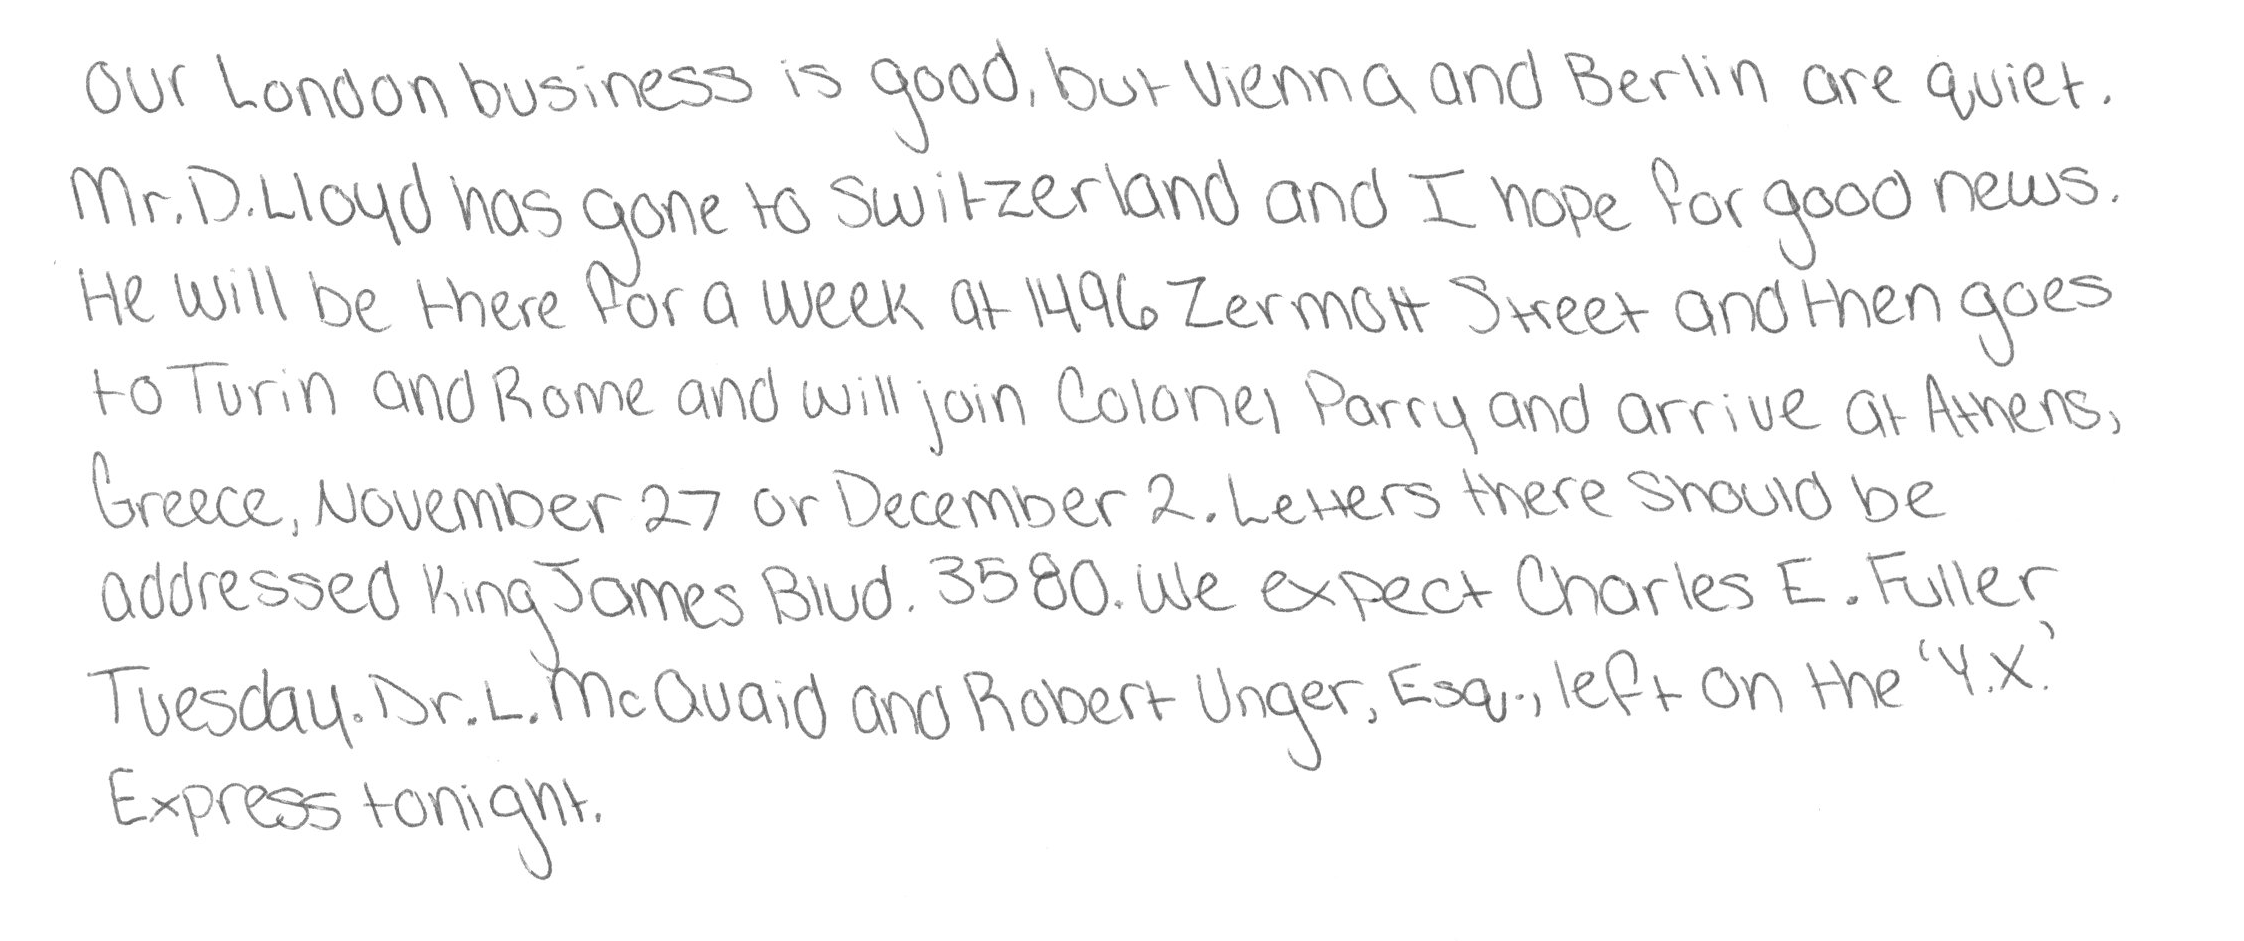 Our London business is good, but Vienna and Berlin are quiet.
Mr. D. Lloyd has gone to Switzerland and I hope for good news.
He will be there for a week at 1496 Zermott Street and then goes
to Turin and Rome and will join Colonel Parry and arrive at Athens,
Greece, November 27 or December 2. Letters there should be
addressed King James Blvd. 3580. We expect Charles E. Fuller
Tuesday. Dr. L. McQuaid and Robert Unger, Esq., left on the 'Y.X.'
Express tonight.